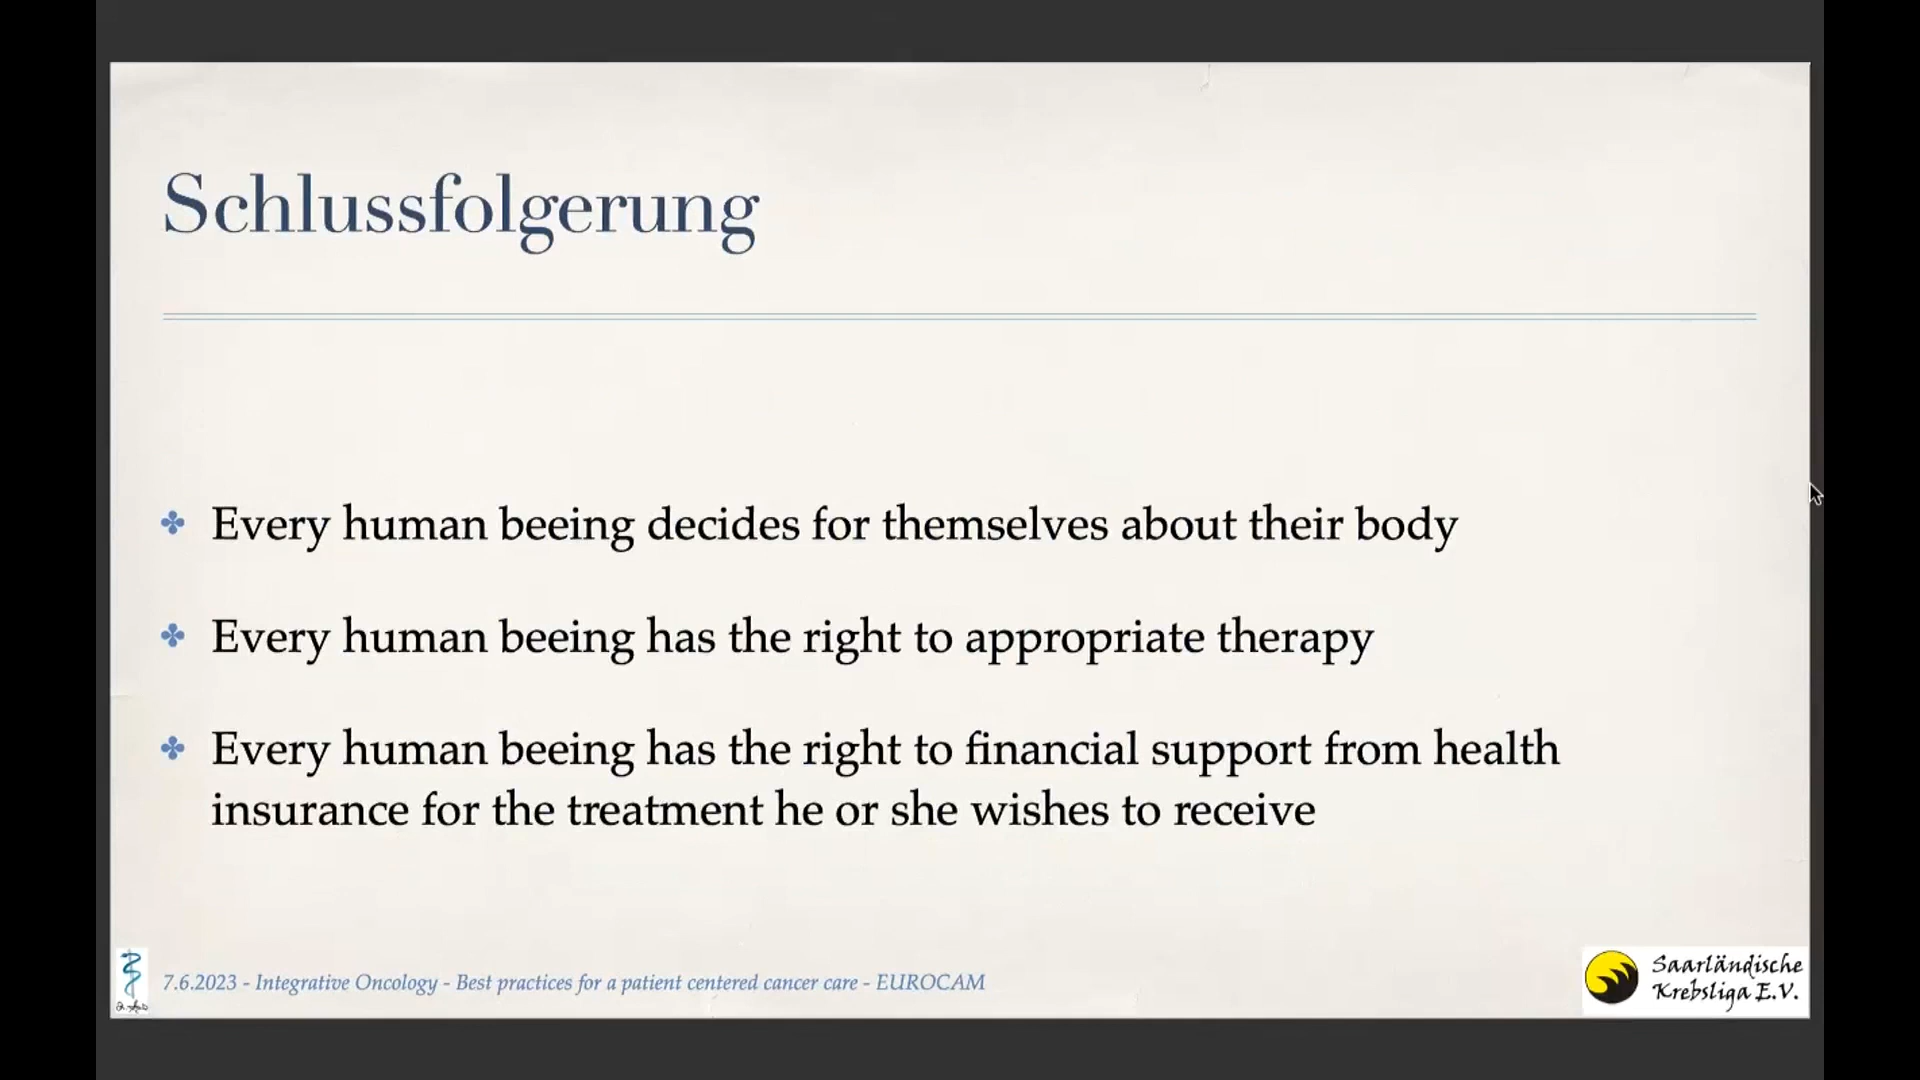 Schlussfolgerung
Every human beeing decides for themselves about their body
Every human beeing has the right to appropriate therapy
Every human beeing has the right to financial support from health
insurance for the treatment he or she wishes to receive
7.6.2023 - Integrative Oncology - Best practices for a patient centered cancer care - EUROCAM
Saarländische
Krebsliga E.V.